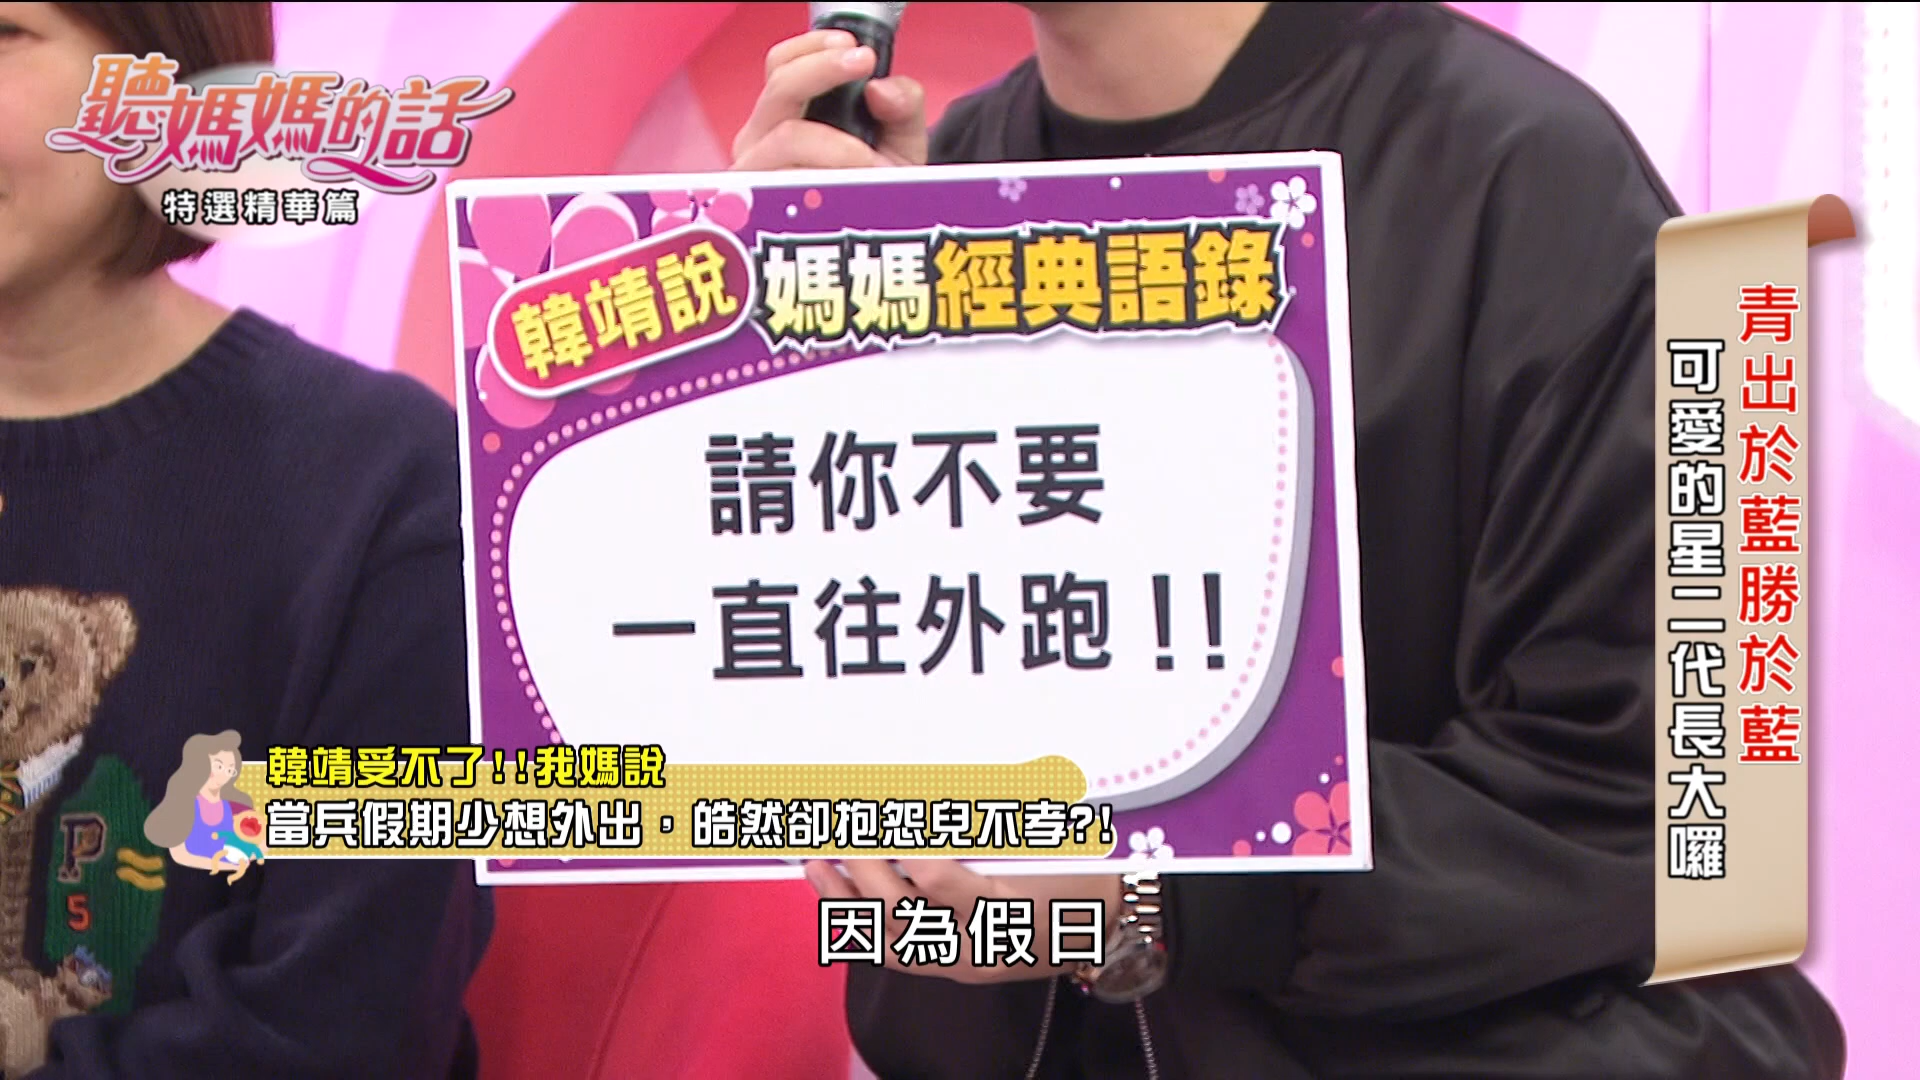 聽媽媽的話
特選精華篇
韓靖說
媽媽經典語錄
請你不要
一直往外跑!!
青出於藍勝於藍
可愛的星二代長大囉
韓靖受不了!!我媽說
當兵假期少想外出，皓然卻抱怨兒不孝?!
因為假日
P
5